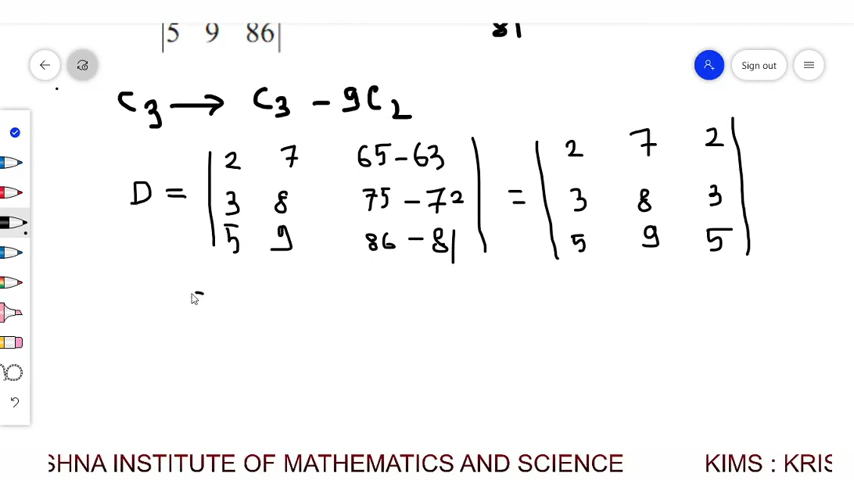 |5 9 86| 81
Sign out
C3 → C3 - 9C2
D = |2 7 65-63| = |2 7 2|
|3 8 75-72| |3 8 3|
|5 9 86-81| |5 9 5|
SHNA INSTITUTE OF MATHEMATICS AND SCIENCE KIMS : KRIS